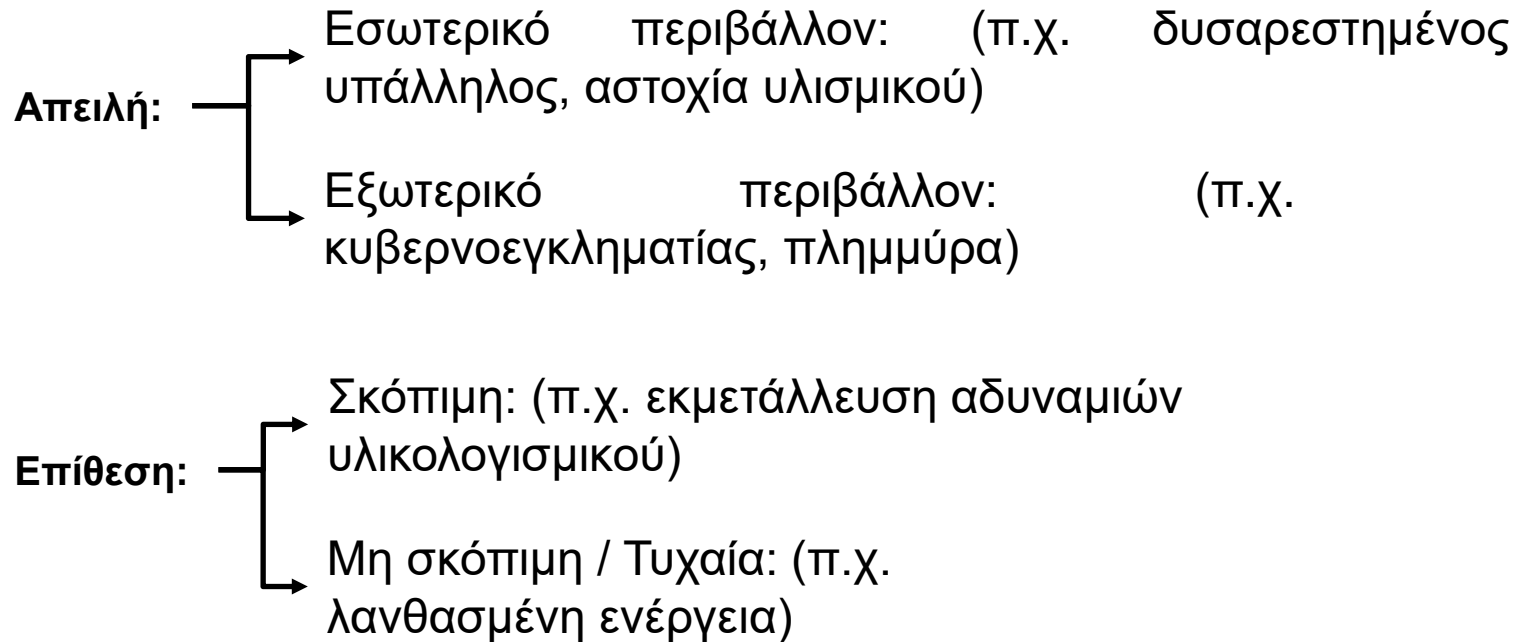 Απειλή:
Εσωτερικό περιβάλλον: (π.χ. δυσαρεστημένος
υπάλληλος, αστοχία υλισμικού)
Εξωτερικό περιβάλλον: (π.χ.
κυβερνοεγκληματίας, πλημμύρα)
Επίθεση:
Σκόπιμη: (π.χ. εκμετάλλευση αδυναμιών
υλικολογισμικού)
Μη σκόπιμη / Τυχαία: (π.χ.
λανθασμένη ενέργεια)